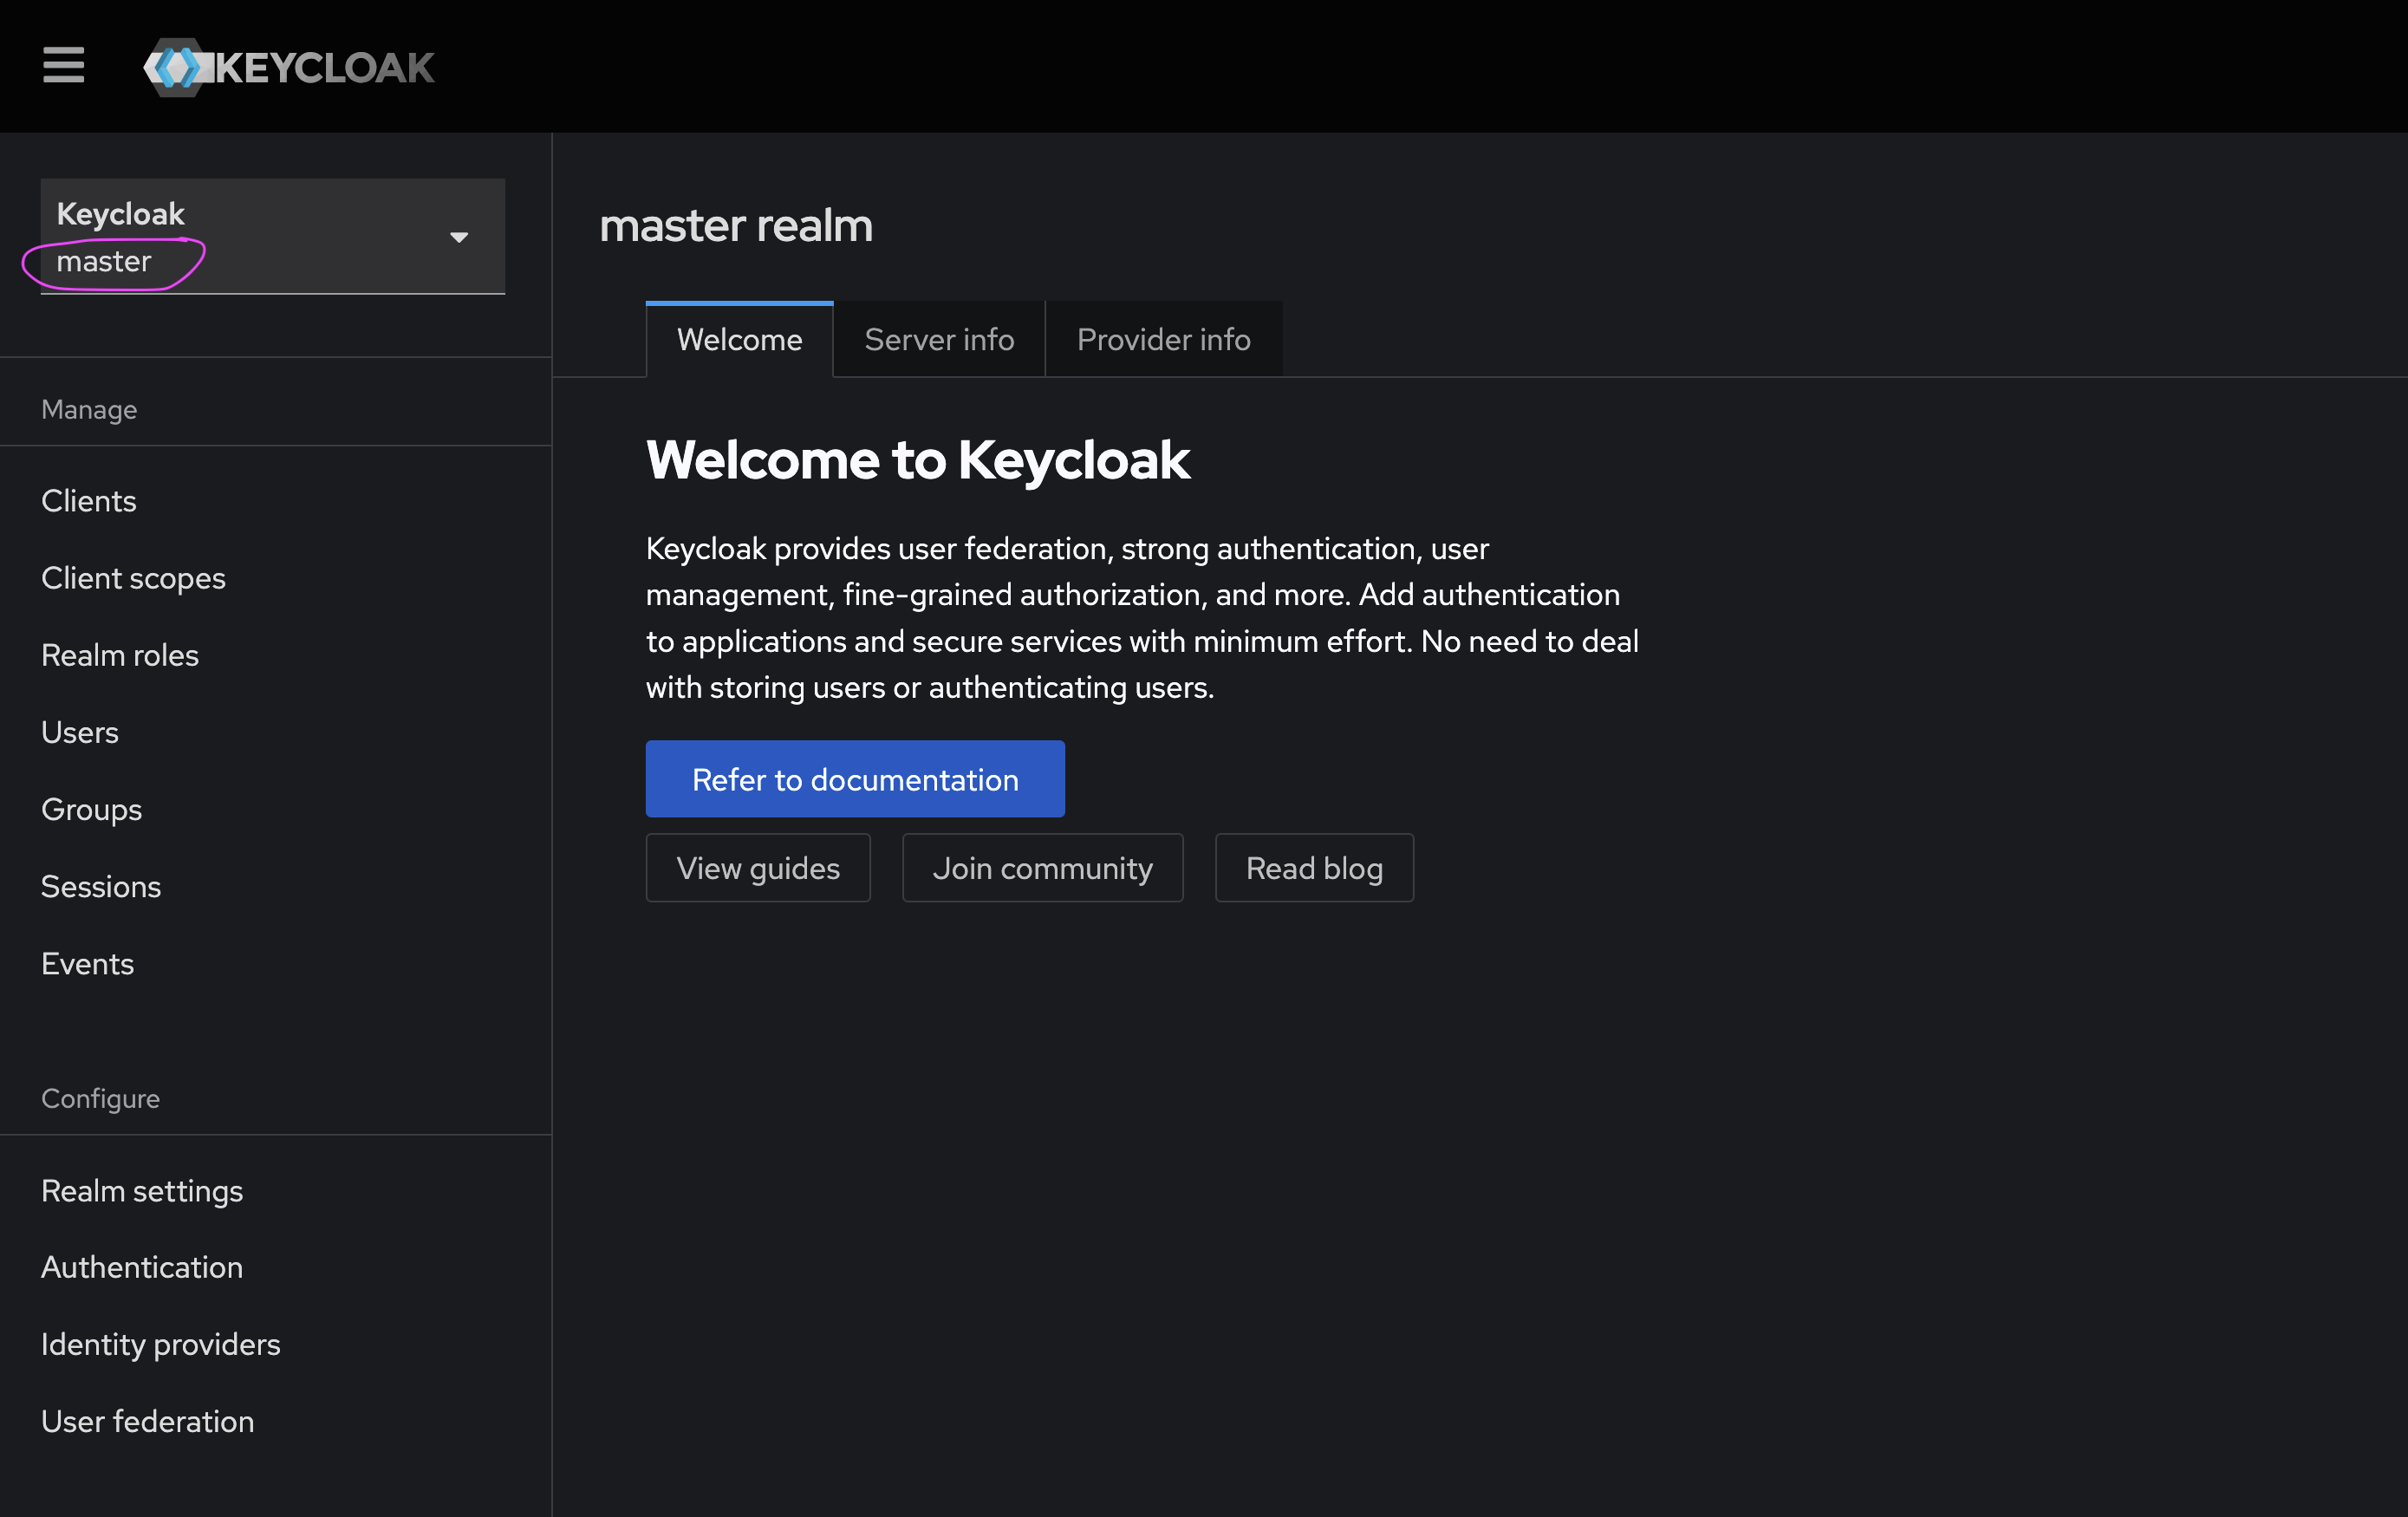 KEYCLOAK
Keycloak
master
Manage
Clients
Client scopes
Realm roles
Users
Groups
Sessions
Events
Configure
Realm settings
Authentication
Identity providers
User federation
master realm
Welcome
Server info
Provider info
Welcome to Keycloak
Keycloak provides user federation, strong authentication, user
management, fine-grained authorization, and more. Add authentication
to applications and secure services with minimum effort. No need to deal
with storing users or authenticating users.
Refer to documentation
View guides
Join community
Read blog